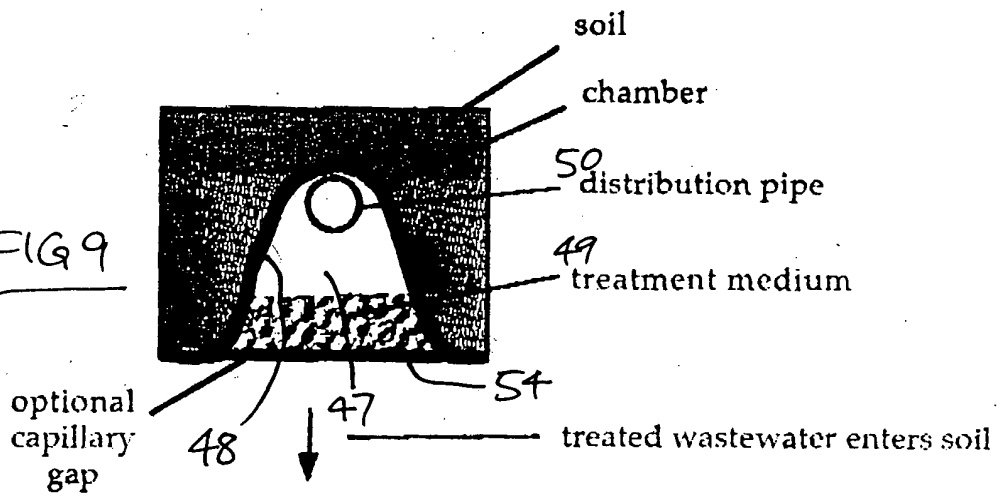 soil
chamber
50
distribution pipe
FIG 9
49
treatment medium
optional
capillary
gap
48
47
54
treated wastewater enters soil